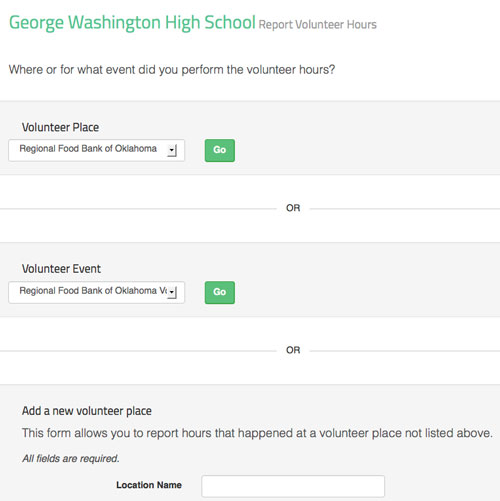 George Washington High School Report Volunteer Hours
Where or for what event did you perform the volunteer hours?
Volunteer Place
Regional Food Bank of Oklahoma
Go
OR
Volunteer Event
Regional Food Bank of Oklahoma Vo
Go
OR
Add a new volunteer place
This form allows you to report hours that happened at a volunteer place not listed above.
All fields are required.
Location Name